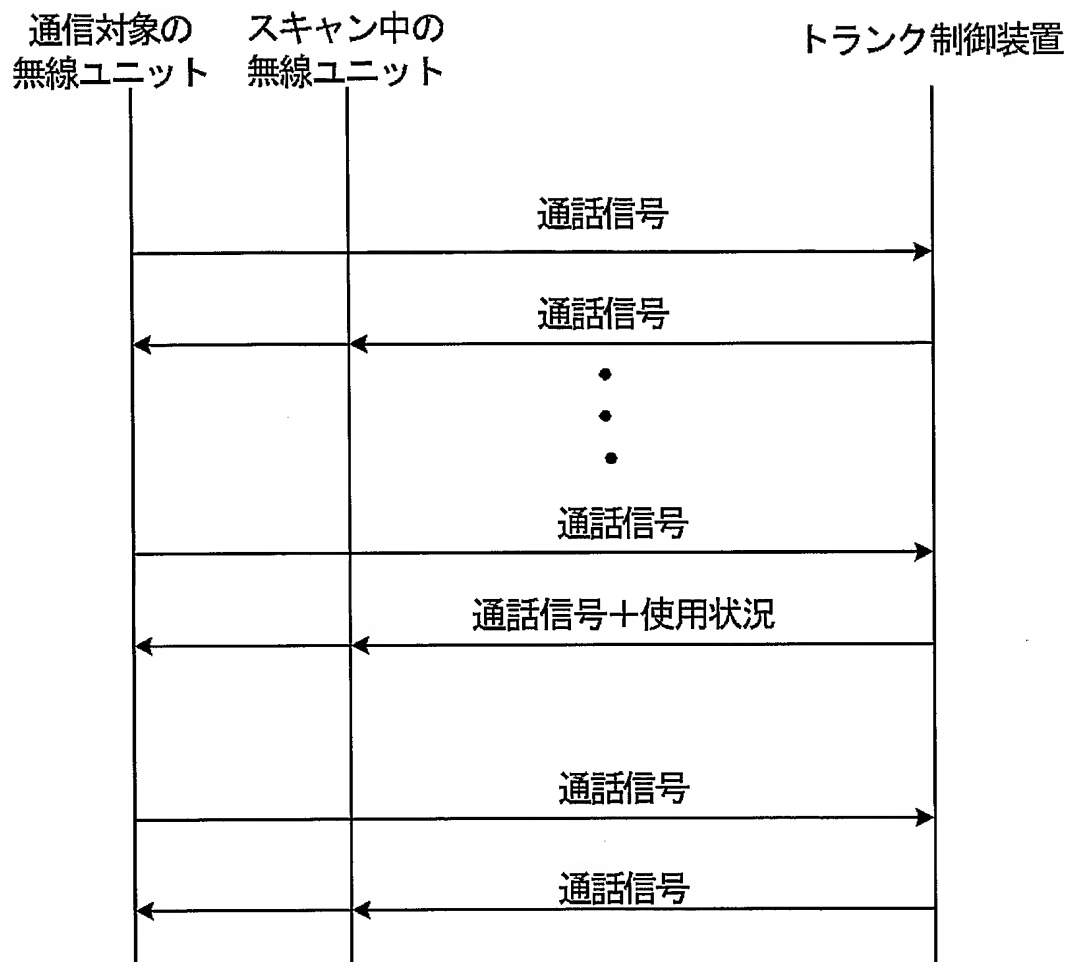 通信対象の
無線ユニット
スキャン中の
無線ユニット
トランク制御装置
通話信号
通話信号
通話信号
通話信号＋使用状況
通話信号
通話信号